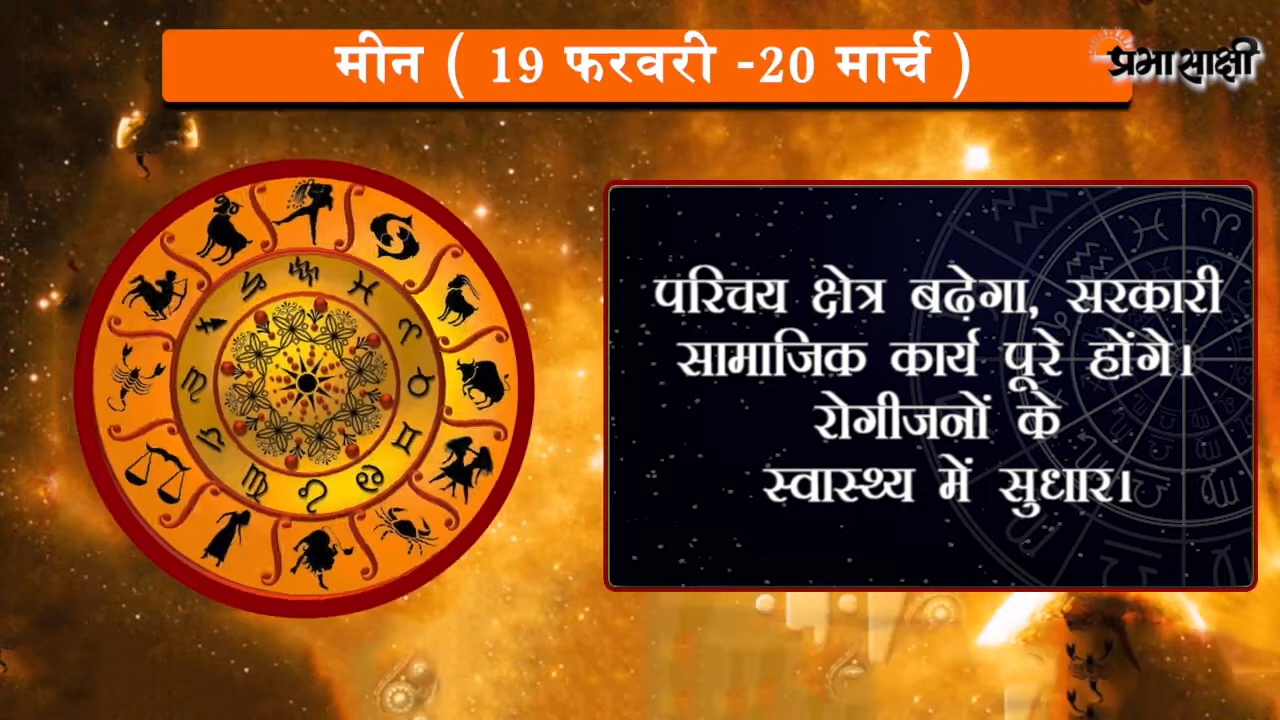 मीन ( 19 फरवरी -20 मार्च )
प्रभासाक्षी
परिचय क्षेत्र बढ़ेगा, सरकारी
सामाजिक कार्य पूरे होंगे।
रोगीजनों के
स्वास्थ्य में सुधार।